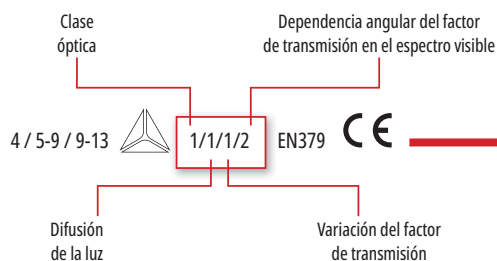 Clase
óptica
Dependencia angular del factor
de transmisión en el espectro visible
4 / 5-9 / 9-13 1/1/1/2 EN379 CE
Difusión
de la luz
Variación del factor
de transmisión